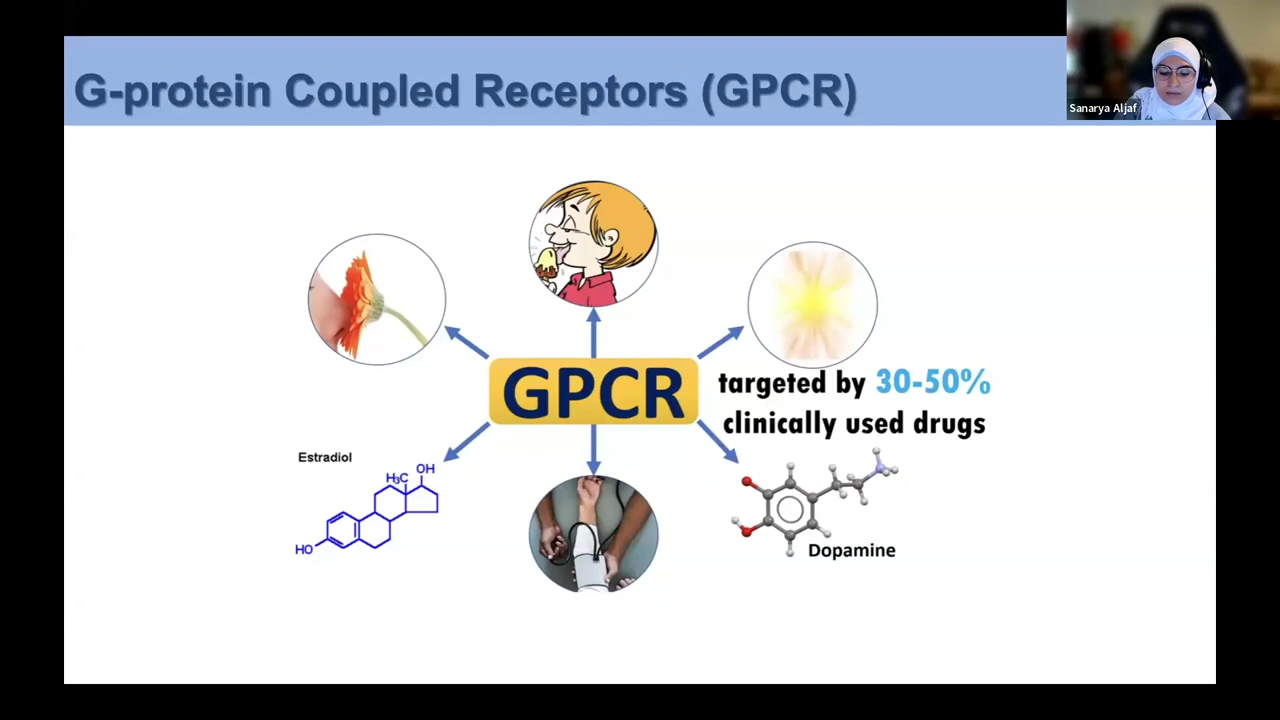 G-protein Coupled Receptors (GPCR)
Sanarya Aljaf
GPCR
targeted by 30-50%
clinically used drugs
Estradiol
OH
H₃C
HO
Dopamine